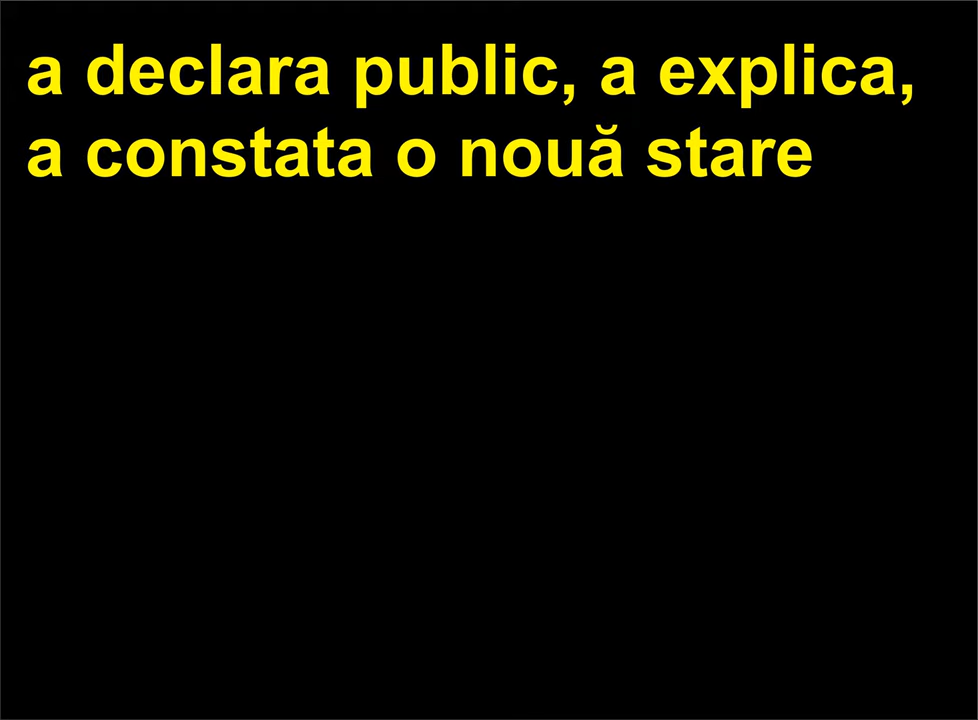 a declara public, a explica,
a constata o nouă stare